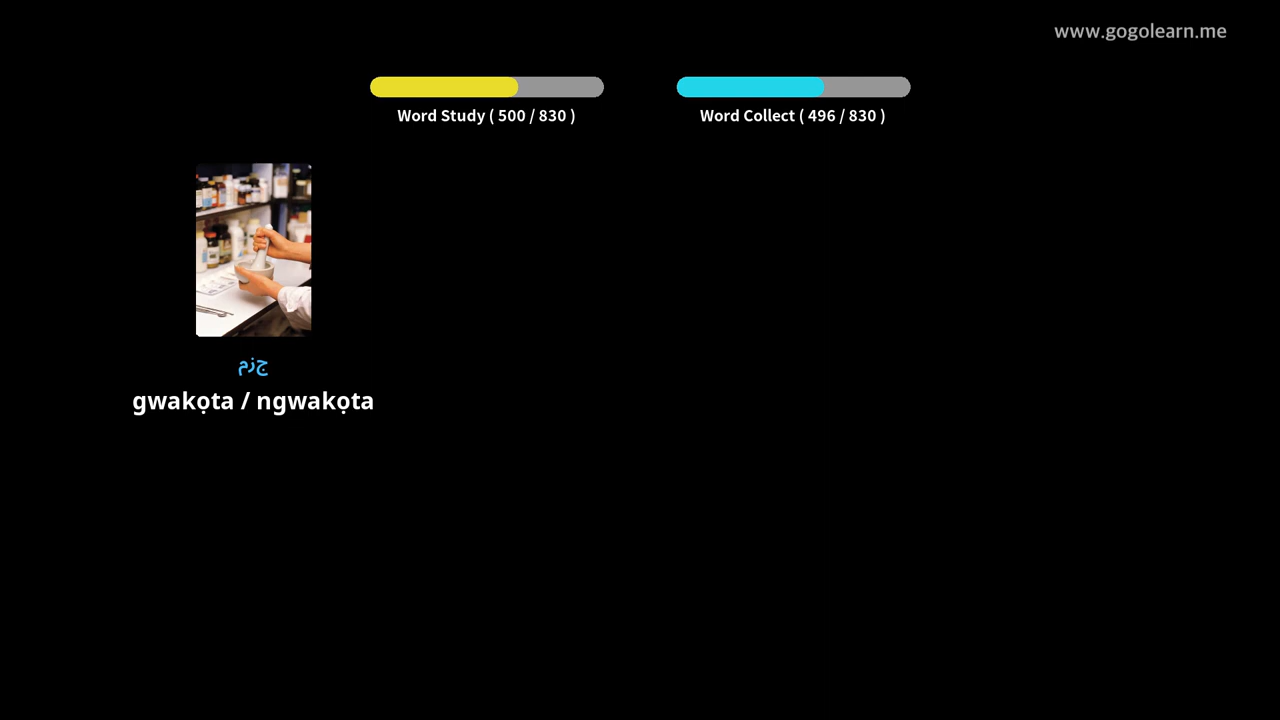 www.gogolearn.me
Word Study ( 500 / 830 )
Word Collect ( 496 / 830 )
جزم
gwakọta / ngwakọta